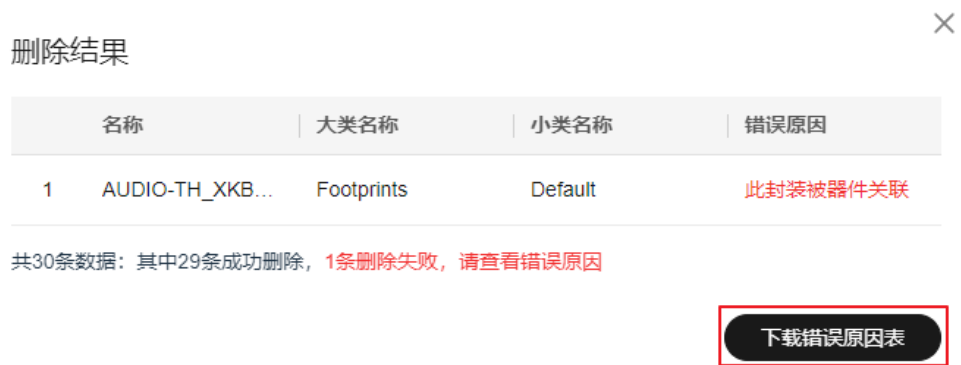 删除结果
名称 大类名称 小类名称 错误原因
1 AUDIO-TH_XKB... Footprints Default 此封装被器件关联
共30条数据：其中29条成功删除，1条删除失败，请查看错误原因
下载错误原因表